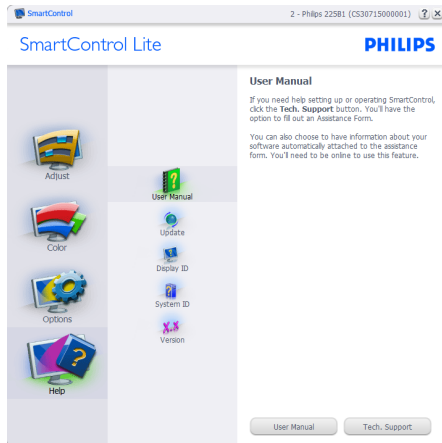 SmartControl
2 - Philips 225B1 (CS30715000001)
? X
SmartControl Lite
PHILIPS
Adjust
Color
Options
Help
User Manual
Update
Display ID
System ID
X.X
Version
User Manual
If you need help setting up or operating SmartControl,
click the Tech. Support button. You'll have the
option to fill out an Assistance Form.
You can also choose to have information about your
software automatically attached to the assistance
form. You'll need to be online to use this feature.
User Manual
Tech. Support